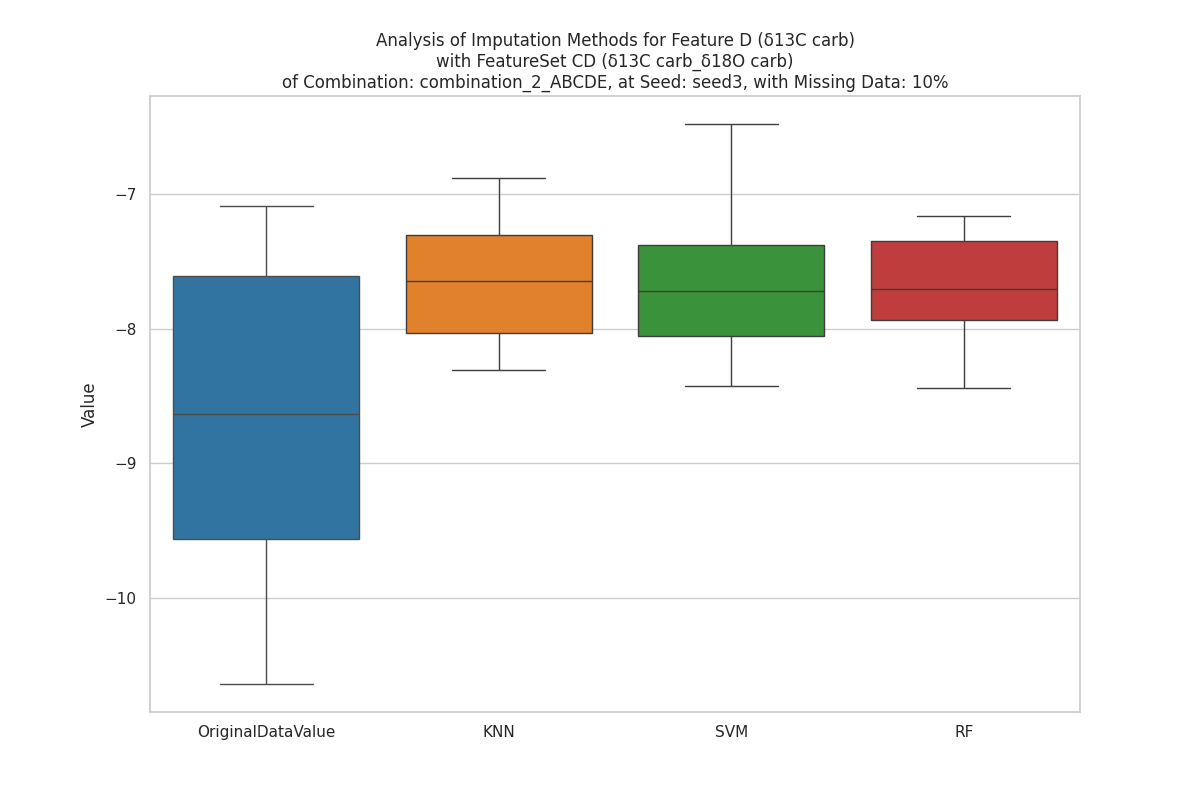 Analysis of Imputation Methods for Feature D (δ13C carb)
with FeatureSet CD (δ13C carb_δ18O carb)
of Combination: combination_2_ABCDE, at Seed: seed3, with Missing Data: 10%
Value
−7
−8
−9
−10
OriginalDataValue
KNN
SVM
RF